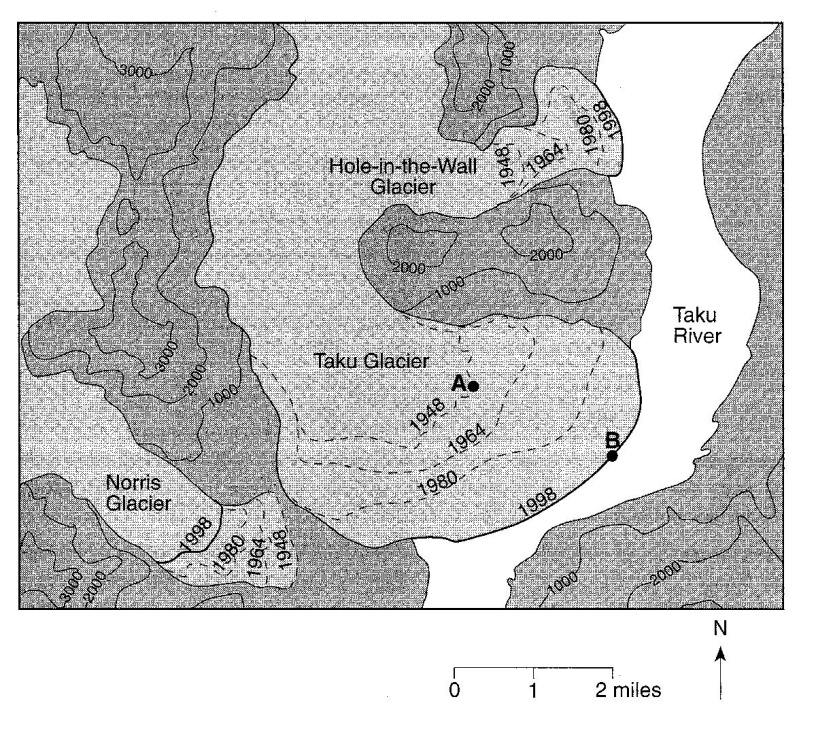 3000
1000
2000
1998
1980
1964
1948
Hole-in-the-Wall
Glacier
2000
2000
1000
Taku
River
3000
2000
1000
Taku Glacier
A
1948
1964
B
1980
1998
Norris
Glacier
1998
1980
1964
1948
3000
2000
1000
2000
N
0 1 2 miles